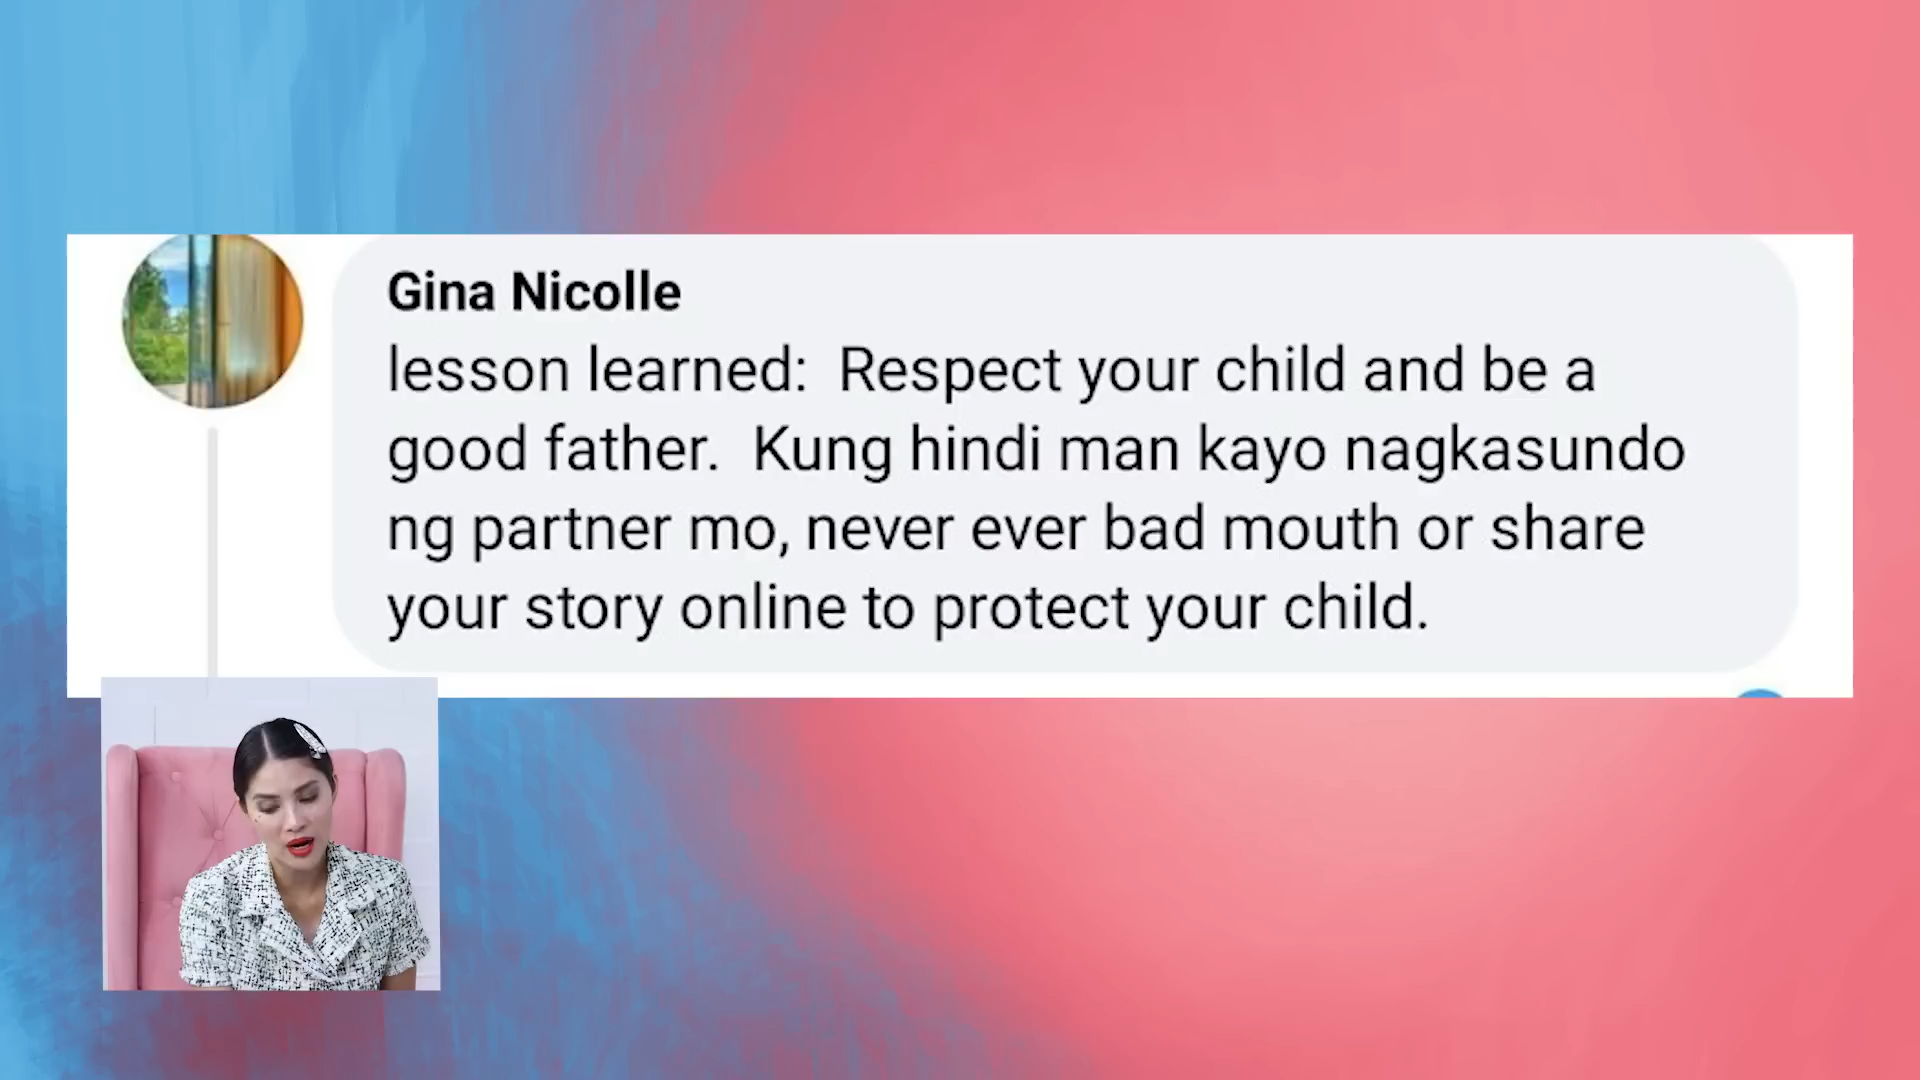 Gina Nicolle
lesson learned:  Respect your child and be a
good father.  Kung hindi man kayo nagkasundo
ng partner mo, never ever bad mouth or share
your story online to protect your child.